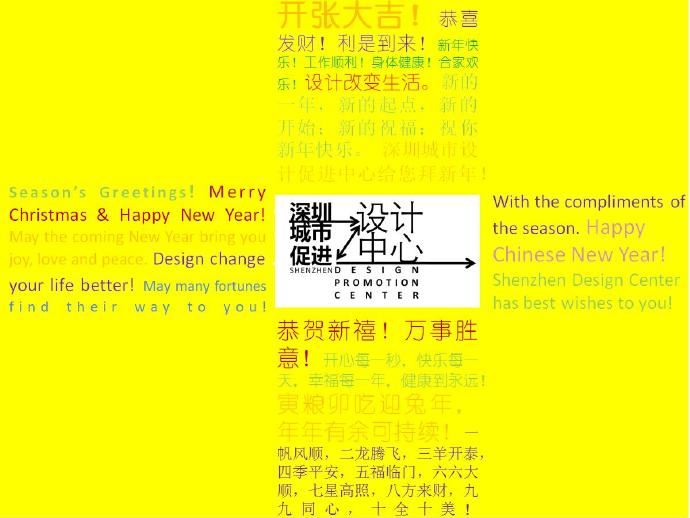 开张大吉！恭喜
发财！利是到来！新年快
乐！工作顺利！身体健康！合家欢
乐！设计改变生活。新的
一年，新的起点，新的
开始；新的祝福；祝你
新年快乐。深圳城市设
计促进中心给您拜新年！
Season's Greetings! Merry
Christmas & Happy New Year!
May the coming New Year bring you
joy, love and peace. Design change
your life better! May many fortunes
find their way to you!
深圳
城市
促进
设计
中心
SHENZHEN DESIGN
PROMOTION
CENTER
With the compliments of
the season. Happy
Chinese New Year!
Shenzhen Design Center
has best wishes to you!
恭贺新禧！万事胜
意！开心每一秒，快乐每一
天，幸福每一年，健康到永远！
寅粮卯吃迎兔年，
年年有余可持续！一
帆风顺，二龙腾飞，三羊开泰，
四季平安，五福临门，六六大
顺，七星高照，八方来财，九
九同心，十全十美！